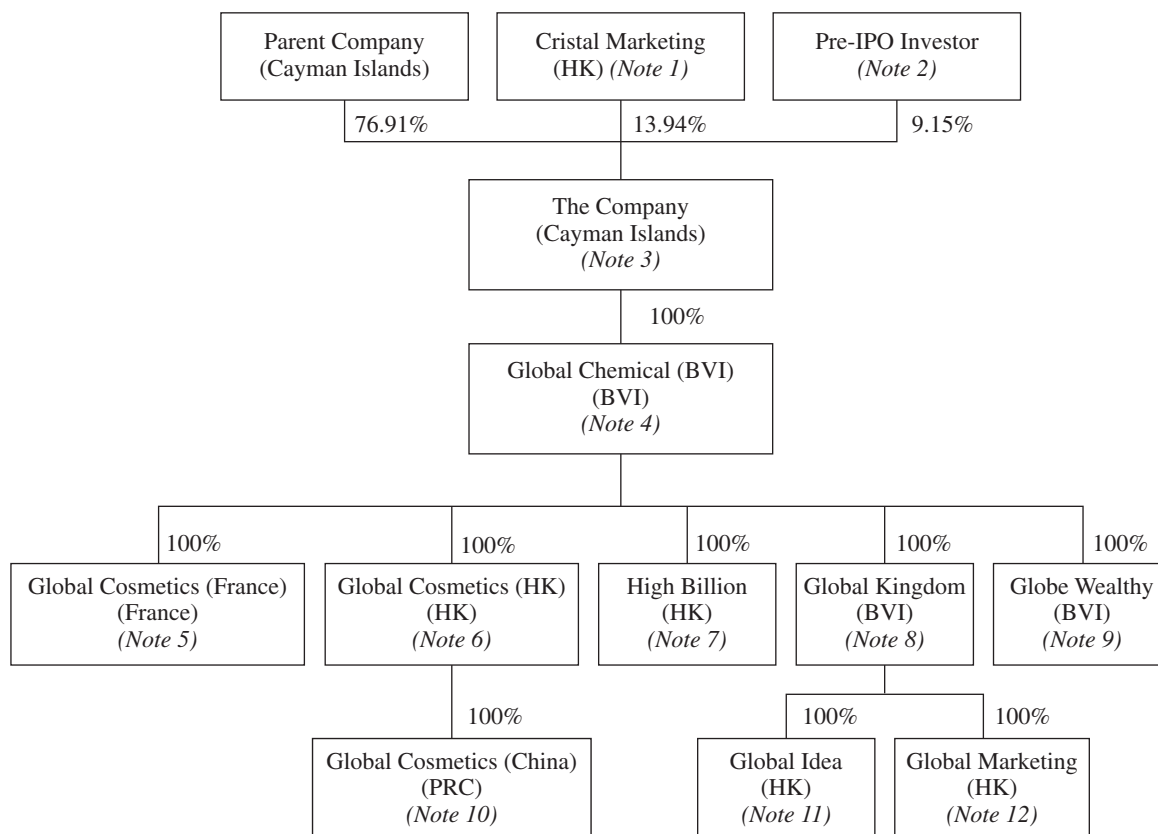 Parent Company
(Cayman Islands)
Cristal Marketing
(HK) (Note 1)
Pre-IPO Investor
(Note 2)
76.91%
13.94%
9.15%
The Company
(Cayman Islands)
(Note 3)
100%
Global Chemical (BVI)
(BVI)
(Note 4)
100%
100%
100%
100%
100%
Global Cosmetics (France)
(France)
(Note 5)
Global Cosmetics (HK)
(HK)
(Note 6)
High Billion
(HK)
(Note 7)
Global Kingdom
(BVI)
(Note 8)
Globe Wealthy
(BVI)
(Note 9)
100%
100%
100%
Global Cosmetics (China)
(PRC)
(Note 10)
Global Idea
(HK)
(Note 11)
Global Marketing
(HK)
(Note 12)